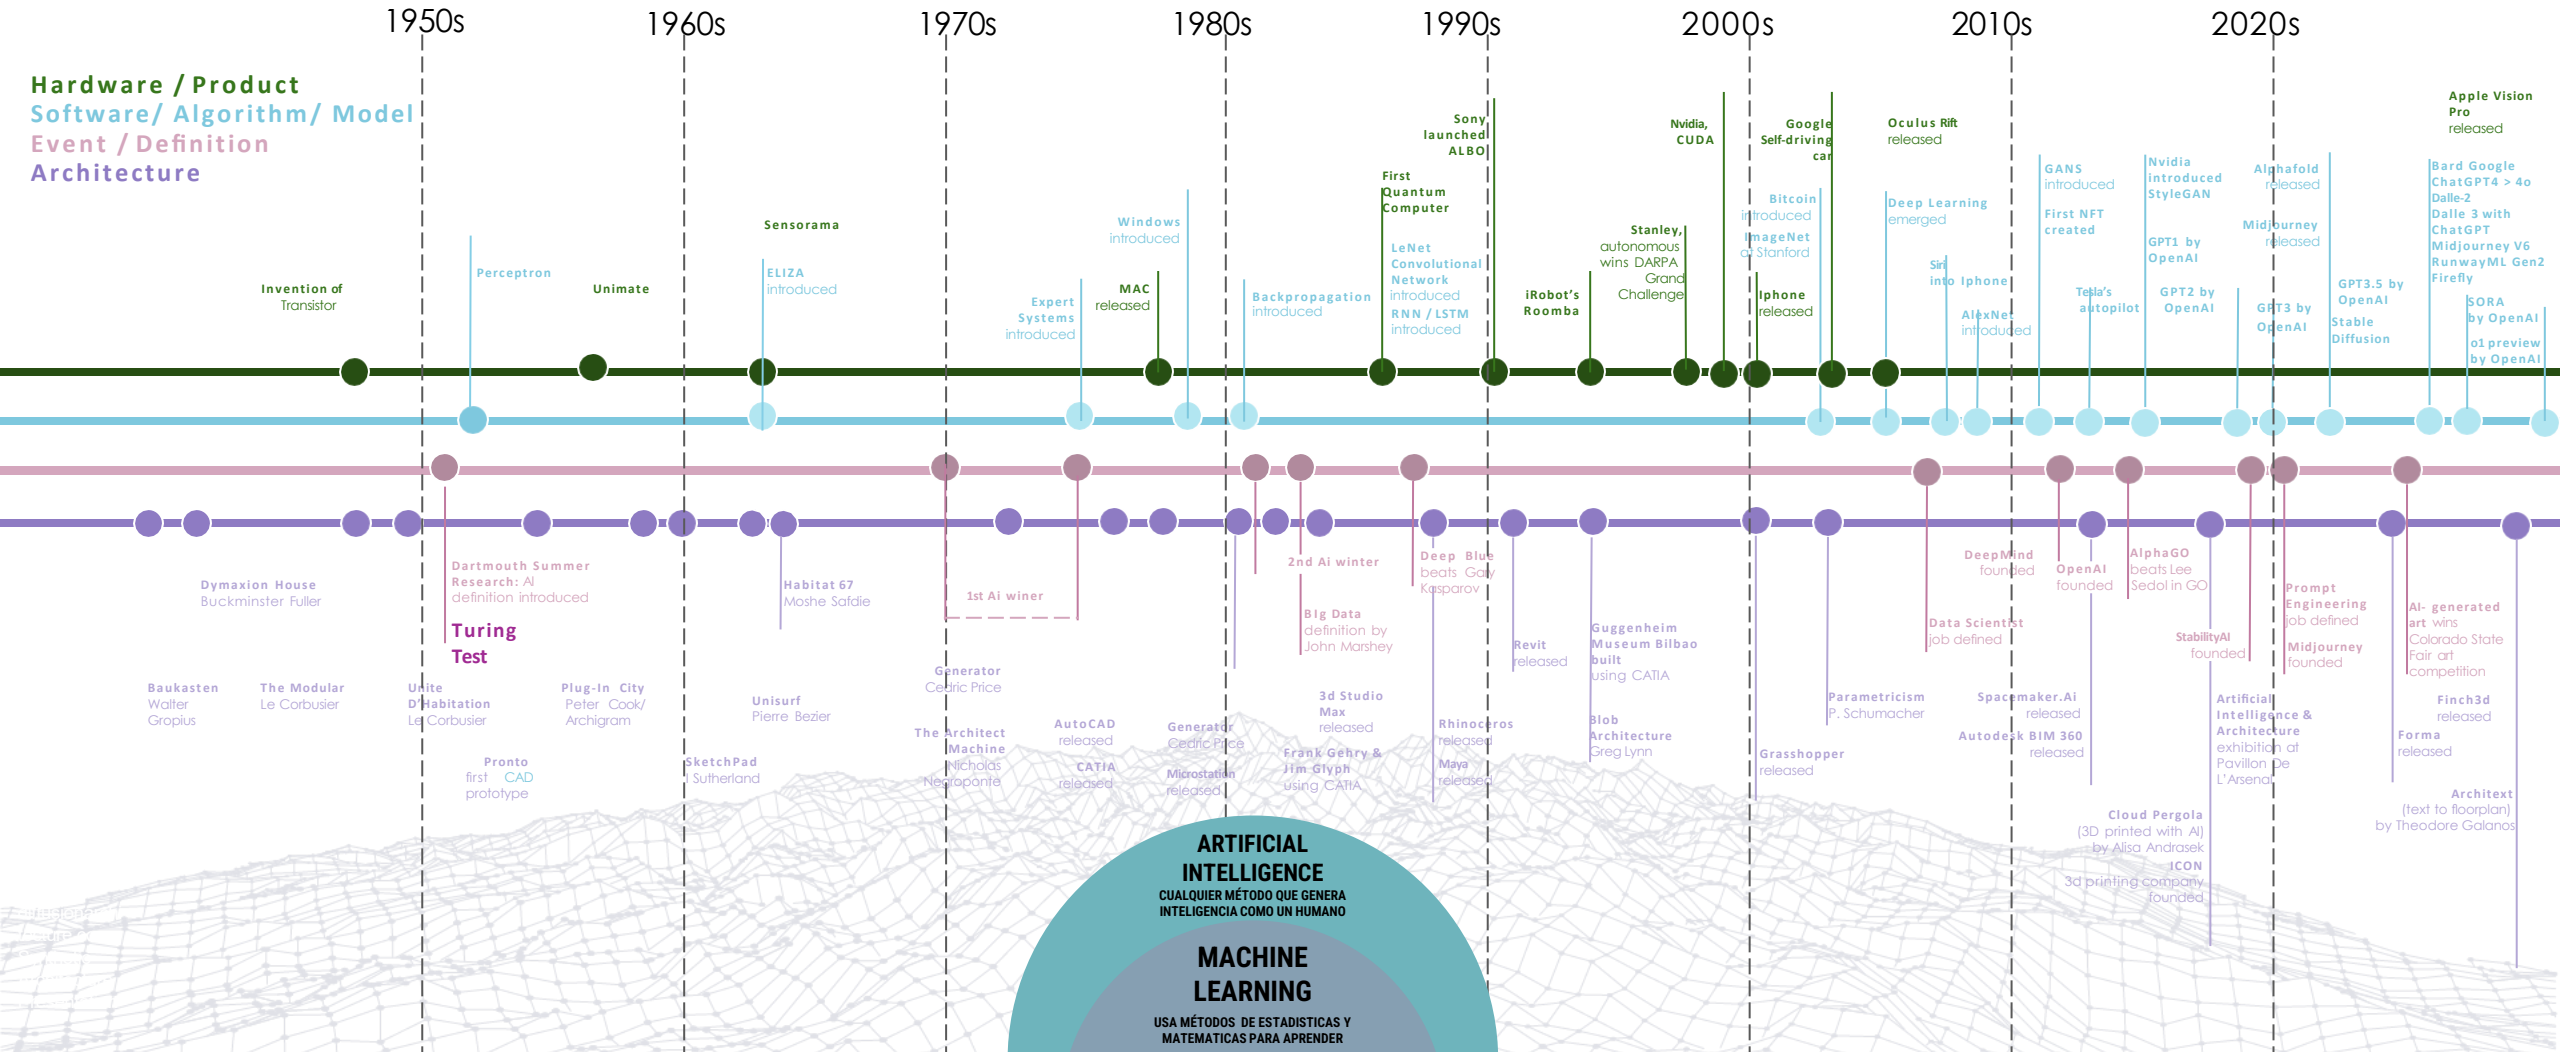 1950s
1960s
1970s
1980s
1990s
2000s
2010s
2020s
Hardware / Product
Software/ Algorithm/ Model
Event / Definition
Architecture
Invention of
Transistor
Perceptron
Unimate
Sensorama
ELIZA
introduced
Expert
Systems
introduced
MAC
released
Windows
introduced
Backpropagation
introduced
First
Quantum
Computer
LeNet
Convolutional
Network
introduced
RNN / LSTM
introduced
Sony
launched
ALBO
iRobot's
Roomba
Stanley,
autonomous
wins DARPA
Grand
Challenge
Nvidia,
CUDA
Iphone
released
Google
Self-driving
car
Bitcoin
introduced
ImageNet
at Stanford
Oculus Rift
released
Deep Learning
emerged
Siri
into Iphone
AlexNet
introduced
GANS
introduced
First NFT
created
Tesla's
autopilot
Nvidia
introduced
StyleGAN
GPT1 by
OpenAI
GPT2 by
OpenAI
Alphafold
released
Midjourney
released
GPT3 by
OpenAI
GPT3.5 by
OpenAI
Stable
Diffusion
Apple Vision
Pro
released
Bard Google
ChatGPT4 > 4o
Dalle-2
Dalle 3 with
ChatGPT
Midjourney V6
RunwayML Gen2
Firefly
SORA
by OpenAI
o1 preview
by OpenAI
Dymaxion House
Buckminster Fuller
Dartmouth Summer
Research: AI
definition introduced
Turing
Test
Habitat 67
Moshe Safdie
1st Ai winer
2nd Ai winter
BIg Data
definition by
John Marshey
Deep Blue
beats Gary
Kasparov
Revit
released
Guggenheim
Museum Bilbao
built
using CATIA
Blob
Architecture
Greg Lynn
Data Scientist
job defined
DeepMind
founded
OpenAI
founded
AlphaGO
beats Lee
Sedol in GO
StabilityAI
founded
Prompt
Engineering
job defined
Midjourney
founded
AI- generated
art wins
Colorado State
Fair art
competition
Baukasten
Walter
Gropius
The Modular
Le Corbusier
Unite
D'Habitation
Le Corbusier
Pronto
first CAD
prototype
Plug-In City
Peter Cook/
Archigram
SketchPad
I Sutherland
Unisurf
Pierre Bezier
Generator
Cedric Price
The Architect
Machine
Nicholas
Negroponte
AutoCAD
released
CATIA
released
Generator
Cedric Price
Microstation
released
3d Studio
Max
released
Frank Gehry &
Jim Glyph
using CATIA
Rhinoceros
released
Maya
released
Grasshopper
released
Parametricism
P. Schumacher
Spacemaker.Ai
released
Autodesk BIM 360
released
Artificial
Intelligence &
Architecture
exhibition at
Pavillon De
L'Arsenal
Cloud Pergola
(3D printed with AI)
by Alisa Andrasek
ICON
3d printing company
founded
Finch3d
released
Forma
released
Architext
(text to floorplan)
by Theodore Galanos
ARTIFICIAL
INTELLIGENCE
CUALQUIER MÉTODO QUE GENERA
INTELIGENCIA COMO UN HUMANO
MACHINE
LEARNING
USA MÉTODOS DE ESTADISTICAS Y
MATEMATICAS PARA APRENDER